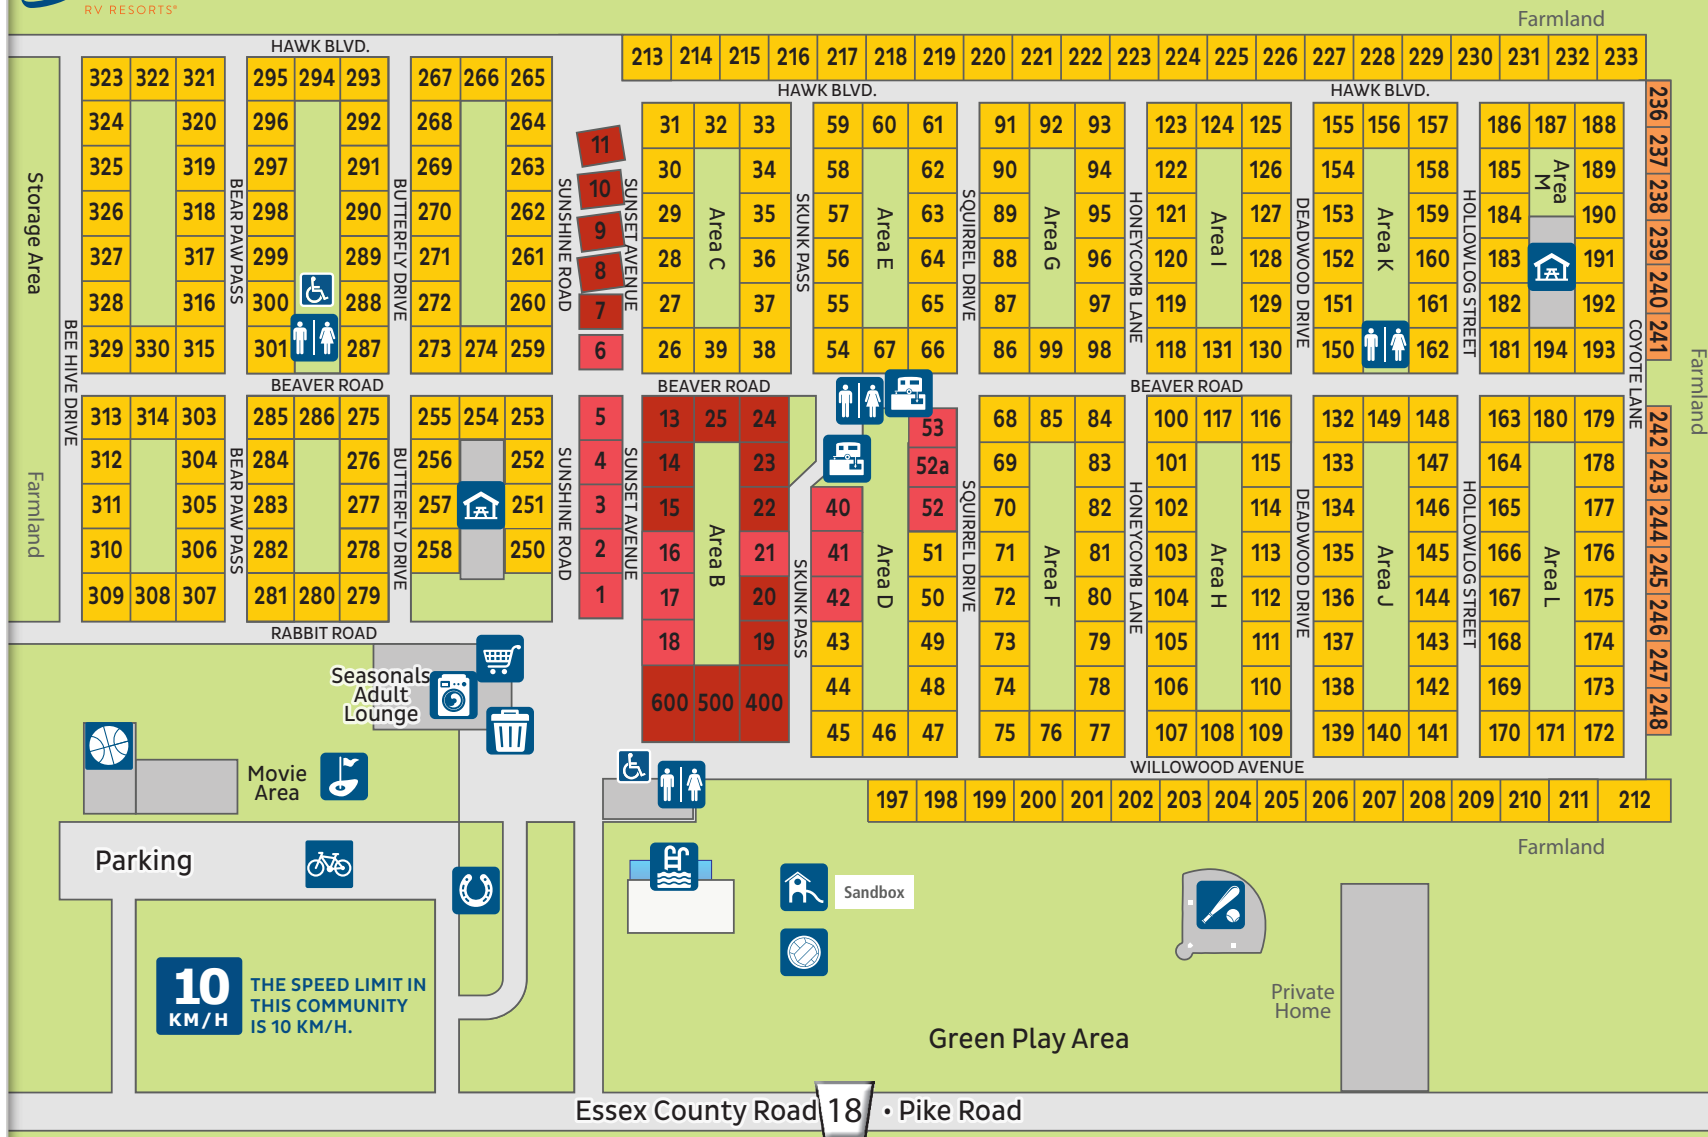 RV RESORTS®
Farmland
HAWK BLVD.
213 214 215 216 217 218 219 220 221 222 223 224 225 226 227 228 229 230 231 232 233
323 322 321 295 294 293 267 266 265
HAWK BLVD. HAWK BLVD.
236
237
238
239
240
241
324 320 296 292 268 264
325 319 297 291 269 263
326 318 298 290 270 262
327 317 299 289 271 261
328 316 300 288 272 260
329 330 315 301 287 273 274 259
11
10
9
8
7
6
31 32 33 59 60 61 91 92 93 123 124 125 155 156 157 186 187 188
30 34 58 62 90 94 122 126 154 158 185 189
29 35 57 63 89 95 121 127 153 159 184 190
28 36 56 64 88 96 120 128 152 160 183 191
27 37 55 65 87 97 119 129 151 161 182 192
26 39 38 54 67 66 86 99 98 118 131 130 150 162 181 194 193
Area C
Area E
Area G
Area I
Area K
Area
M
Storage Area
BEE HIVE DRIVE
BEAR PAW PASS
BUTTERFLY DRIVE
SUNSHINE ROAD
SUNSET AVENUE
SKUNK PASS
SQUIRREL DRIVE
HONEYCOMB LANE
DEADWOOD DRIVE
HOLLOWLOG STREET
COYOTE LANE
Farmland
BEAVER ROAD BEAVER ROAD BEAVER ROAD
313 314 303 285 286 275 255 254 253
312 304 284 276 256 252
311 305 283 277 257 251
310 306 282 278 258 250
309 308 307 281 280 279
5
4
3
2
1
13 25 24
14 23
15 22
16 21
17 20
18 19
600 500 400
53
52a
40 52
41 51
42 50
43 49
44 48
45 46 47
68 85 84 100 117 116 132 149 148 163 180 179
69 83 101 115 133 147 164 178
70 82 102 114 134 146 165 177
71 81 103 113 135 145 166 176
72 80 104 112 136 144 167 175
73 79 105 111 137 143 168 174
74 78 106 110 138 142 169 173
75 76 77 107 108 109 139 140 141 170 171 172
242
243
244
245
246
247
248
Farmland
BEAR PAW PASS
BUTTERFLY DRIVE
SUNSHINE ROAD
SUNSET AVENUE
Area B
SKUNK PASS
Area D
SQUIRREL DRIVE
Area F
HONEYCOMB LANE
Area H
DEADWOOD DRIVE
Area J
HOLLOWLOG STREET
Area L
RABBIT ROAD
Seasonals
Adult
Lounge
WILLOWOOD AVENUE
Movie
Area
197 198 199 200 201 202 203 204 205 206 207 208 209 210 211 212
Farmland
Parking
Sandbox
10
KM/H
THE SPEED LIMIT IN
THIS COMMUNITY
IS 10 KM/H.
Private
Home
Green Play Area
Essex County Road 18 • Pike Road